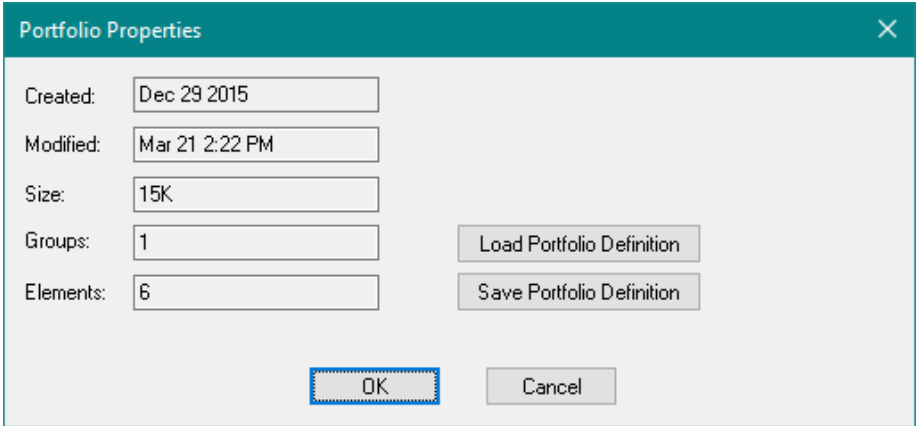 Portfolio Properties
Created: Dec 29 2015
Modified: Mar 21 2:22 PM
Size: 15K
Groups: 1 Load Portfolio Definition
Elements: 6 Save Portfolio Definition
OK Cancel